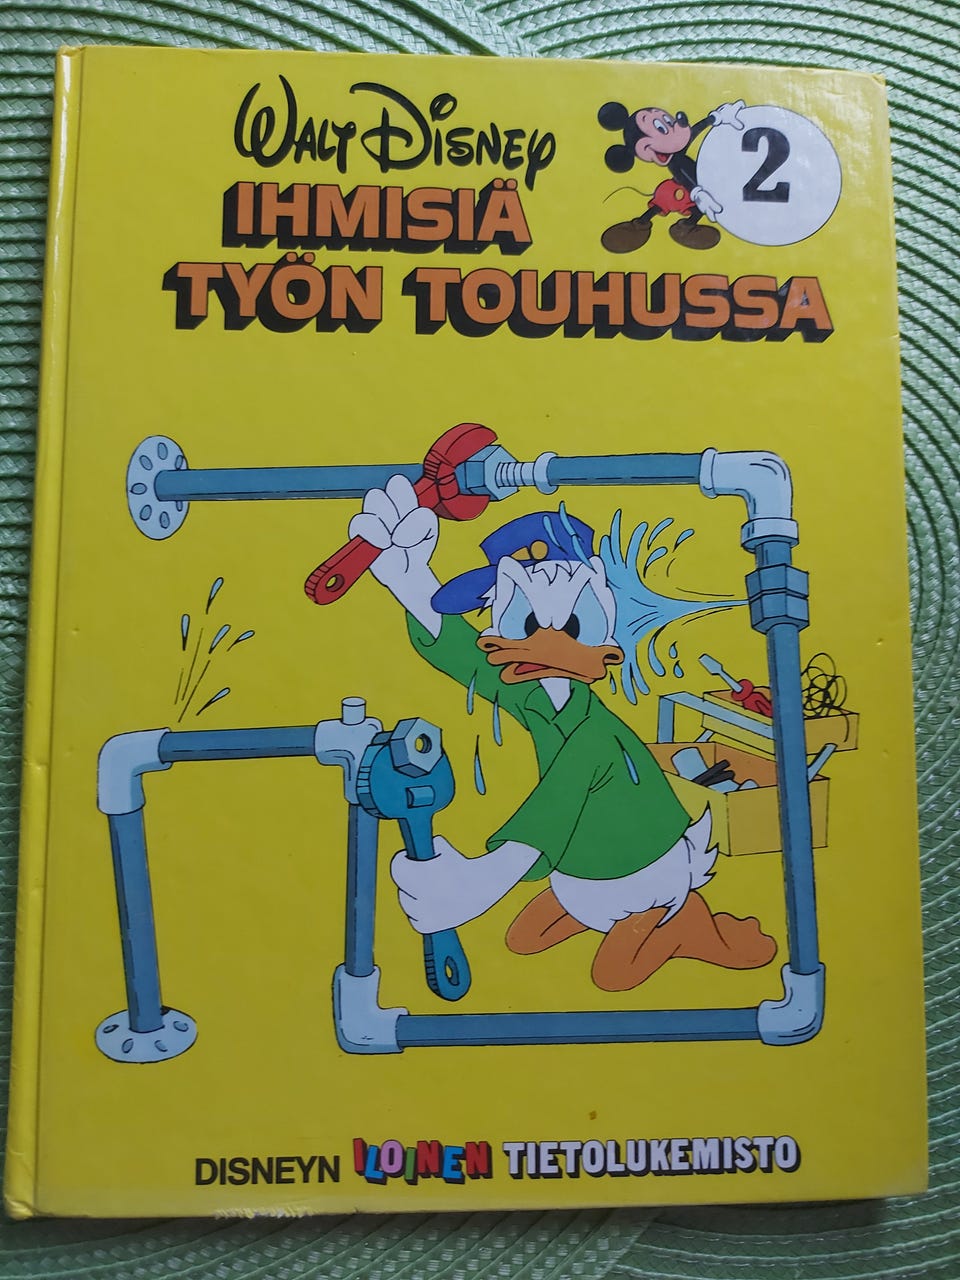 WALT DISNEY
2
IHMISIÄ
TYÖN TOUHUSSA
DISNEYN ILOINEN TIETOLUKEMISTO